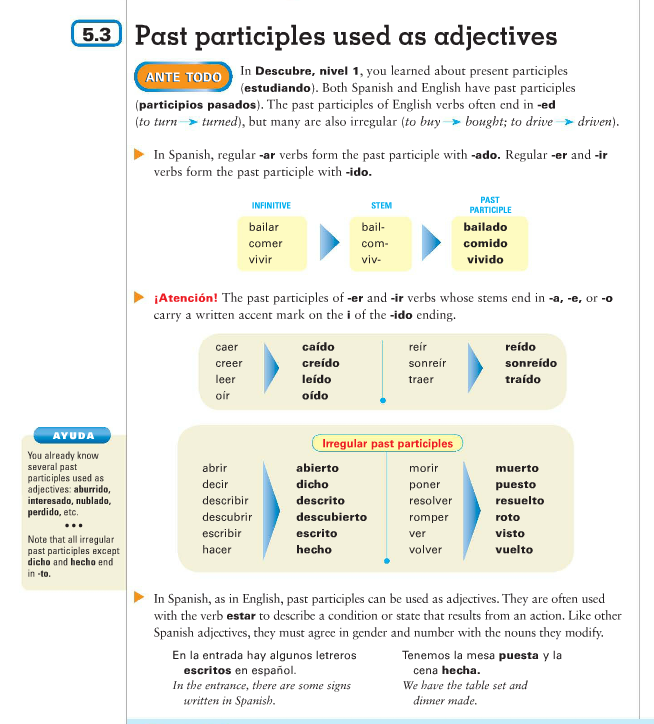 5.3 Past participles used as adjectives
ANTE TODO In Descubre, nivel 1, you learned about present participles
(estudiando). Both Spanish and English have past participles
(participios pasados). The past participles of English verbs often end in -ed
(to turn ➤ turned), but many are also irregular (to buy ➤ bought; to drive ➤ driven).
In Spanish, regular -ar verbs form the past participle with -ado. Regular -er and -ir
verbs form the past participle with -ido.
INFINITIVE STEM PAST
PARTICIPLE
bailar bail- bailado
comer com- comido
vivir viv- vivido
¡Atención! The past participles of -er and -ir verbs whose stems end in -a, -e, or -o
carry a written accent mark on the i of the -ido ending.
caer caído reír reído
creer creído sonreír sonreído
leer leído traer traído
oír oído
Irregular past participles
abrir abierto morir muerto
decir dicho poner puesto
describir descrito resolver resuelto
descubrir descubierto romper roto
escribir escrito ver visto
hacer hecho volver vuelto
AYUDA
You already know
several past
participles used as
adjectives: aburrido,
interesado, nublado,
perdido, etc.
•••
Note that all irregular
past participles except
dicho and hecho end
in -to.
In Spanish, as in English, past participles can be used as adjectives. They are often used
with the verb estar to describe a condition or state that results from an action. Like other
Spanish adjectives, they must agree in gender and number with the nouns they modify.
En la entrada hay algunos letreros
escritos en español.
In the entrance, there are some signs
written in Spanish.
Tenemos la mesa puesta y la
cena hecha.
We have the table set and
dinner made.